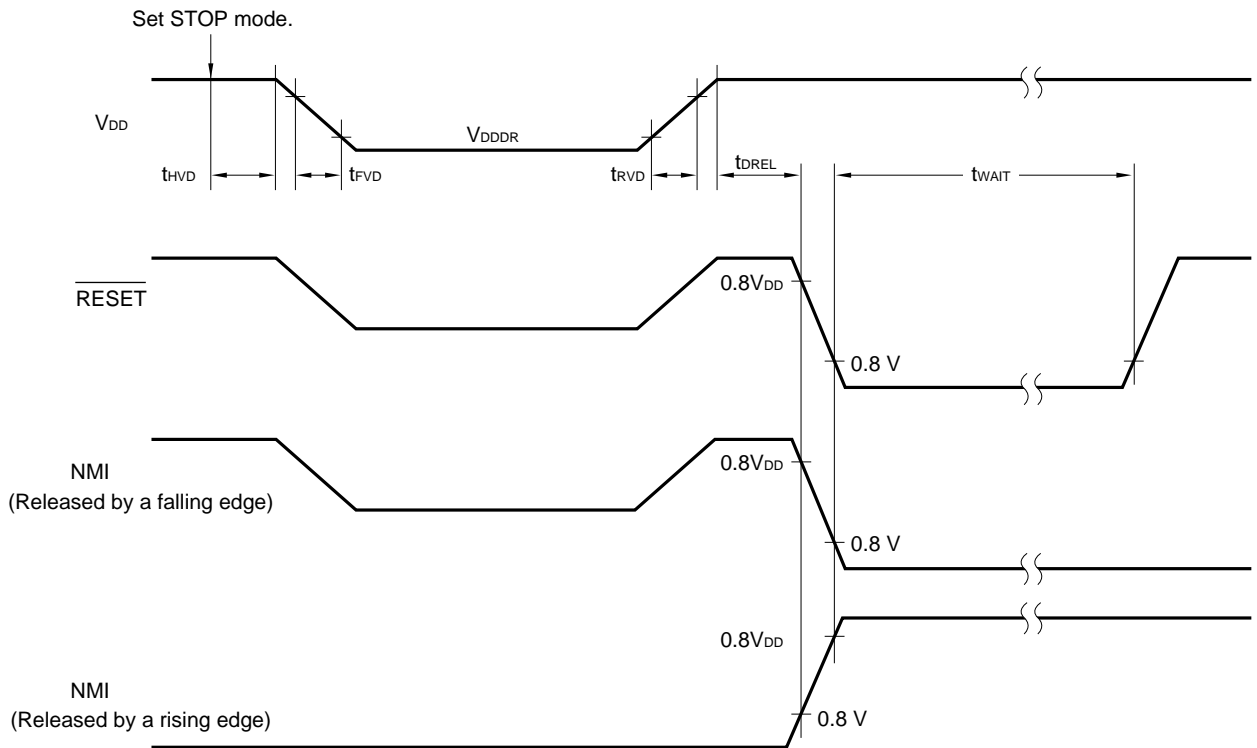 Set STOP mode.
VDD
VDDDR
tHVD
tFVD
tRVD
tDREL
tWAIT
RESET
0.8VDD
0.8 V
NMI
(Released by a falling edge)
0.8VDD
0.8 V
NMI
(Released by a rising edge)
0.8VDD
0.8 V